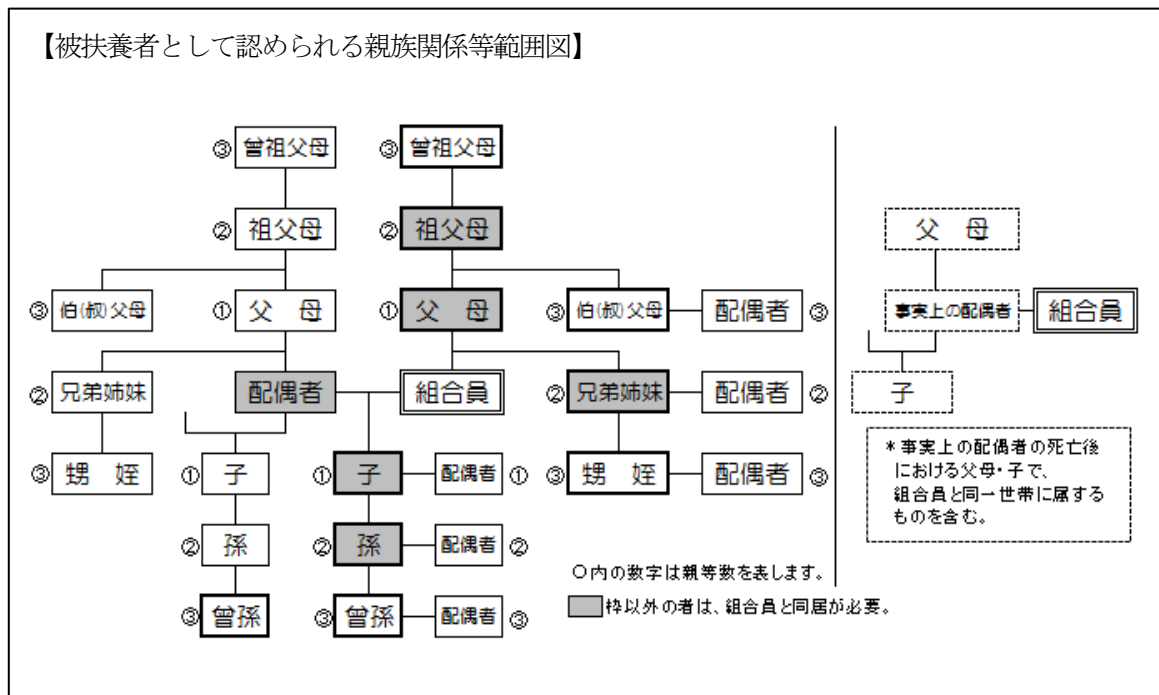 【被扶養者として認められる親族関係等範囲図】
③ 曾祖父母 ③ 曾祖父母
② 祖父母 ② 祖父母 父 母
③ 伯(叔)父母 ① 父 母 ① 父 母 ③ 伯(叔)父母 配偶者 ③ 事実上の配偶者 組合員
② 兄弟姉妹 配偶者 組合員 ② 兄弟姉妹 配偶者 ② 子
③ 甥 姪 ① 子 ① 子 配偶者 ① ③ 甥 姪 配偶者 ③
② 孫 ② 孫 配偶者 ②
③ 曾孫 ③ 曾孫 配偶者 ③
＊事実上の配偶者の死亡後
における父母・子で、
組合員と同一世帯に属する
ものを含む。
○内の数字は親等数を表します。
枠以外の者は、組合員と同居が必要。